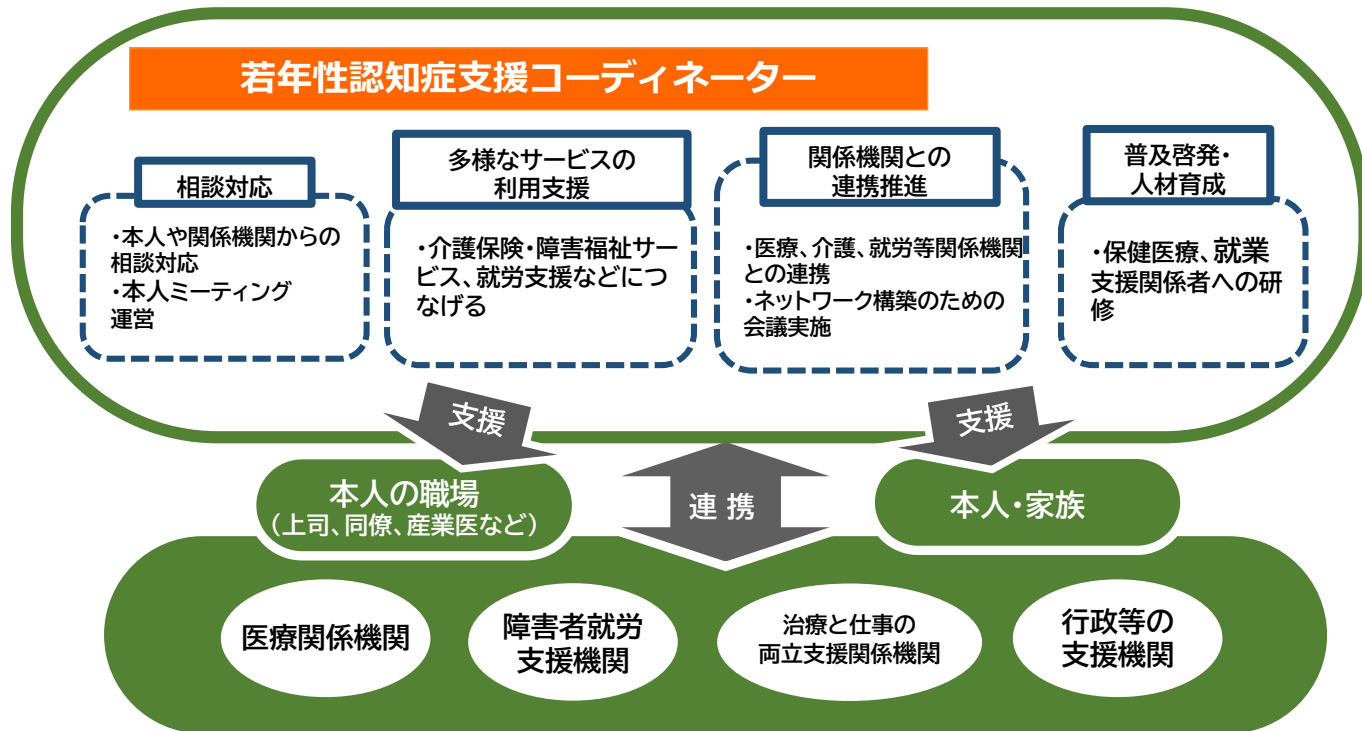 若年性認知症支援コーディネーター
相談対応
・本人や関係機関からの
相談対応
・本人ミーティング
運営
多様なサービスの
利用支援
・介護保険・障害福祉サー
ビス、就労支援などにつ
なげる
関係機関との
連携推進
・医療、介護、就労等関係機関
との連携
・ネットワーク構築のための
会議実施
普及啓発・
人材育成
・保健医療、就業
支援関係者への研
修
支援
支援
本人の職場
（上司、同僚、産業医など）
連 携
本人・家族
医療関係機関
障害者就労
支援機関
治療と仕事の
両立支援関係機関
行政等の
支援機関